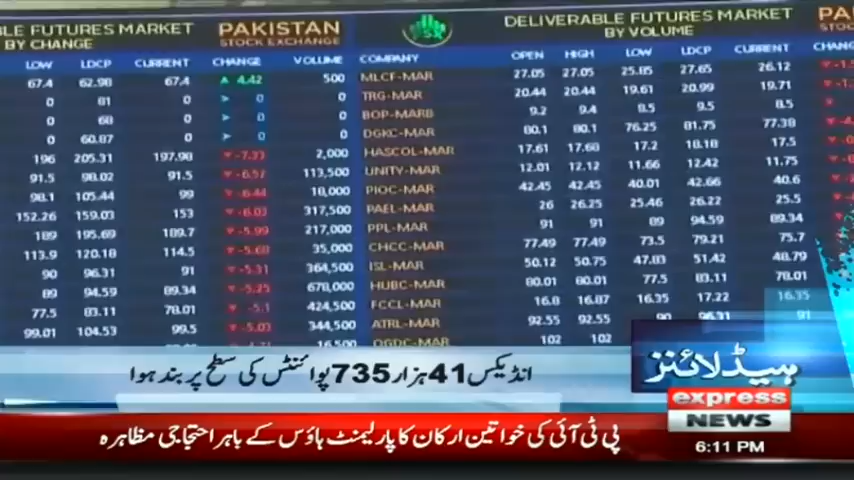 BLE FUTURES MARKET PAKISTAN DELIVERABLE FUTURES MARKET
BY CHANGE STOCK EXCHANGE PSX BY VOLUME
LOW LDCP CURRENT CHANGE VOLUME COMPANY OPEN HIGH LOW LDCP CURRENT
67.4 62.98 67.4 4.42 500 MLCF-MAR 27.05 27.05 25.85 27.65 26.12
0 81 0 0 0 TRG-MAR 20.44 20.44 19.61 20.99 19.71
0 68 0 0 0 BOP-MARB 9.2 9.4 8.5 9.5 8.5
0 60.87 0 0 0 DGKC-MAR 80.1 80.1 76.25 81.75 77.38
196 205.31 197.98 -7.33 2,000 HASCOL-MAR 17.61 17.68 17.2 18.18 17.5
91.5 98.02 91.5 -6.57 113,500 UNITY-MAR 12.01 12.12 11.66 12.42 11.75
98.1 105.44 99 -6.44 18,000 PIOC-MAR 42.45 42.45 40.01 42.66 40.6
152.26 159.03 153 -6.03 317,500 PAEL-MAR 26 26.25 25.46 26.22 25.5
189 195.69 189.7 -5.99 217,000 PPL-MAR 91 91 89 94.59 89.34
113.9 120.18 114.5 -5.68 35,000 CHCC-MAR 77.49 77.49 73.5 79.21 75.7
90 96.31 91 -5.31 364,500 ISL-MAR 50.12 50.75 47.83 51.42 48.79
89 94.59 89.34 -5.25 678,000 HUBC-MAR 80.01 80.01 77.5 83.11 78.01
77.5 83.11 78.01 -5.1 424,500 FCCL-MAR 16.8 16.87 16.35 17.22 16.35
99.01 104.53 99.5 -5.03 344,500 ATRL-MAR 92.55 92.55 90 96.31 91
16,500 OGDC-MAR 102 102
انڈیکس 41 ہزار 735 پوائنٹس کی سطح پر بند ہوا
ہیڈلائنز
express
NEWS
6:11 PM
پی ٹی آئی کی خواتین ارکان کا پارلیمنٹ ہاؤس کے باہر احتجاجی مظاہرہ